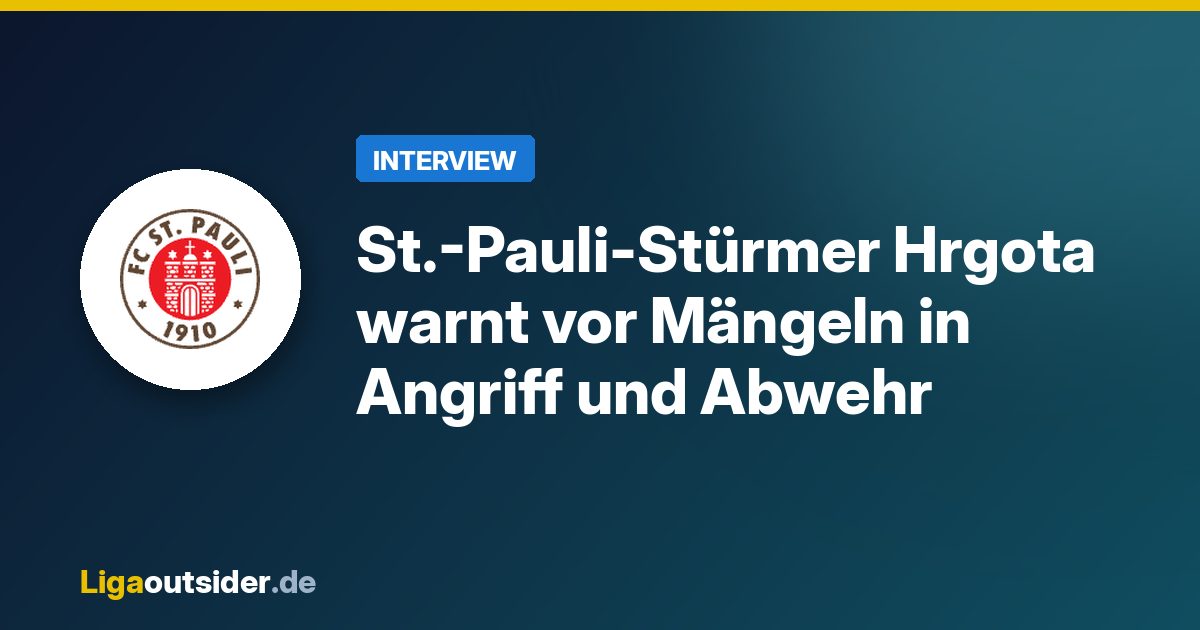 FC ST. PAULI
1910
INTERVIEW
St.-Pauli-Stürmer Hrgota
warnt vor Mängeln in
Angriff und Abwehr
Ligaoutsider.de